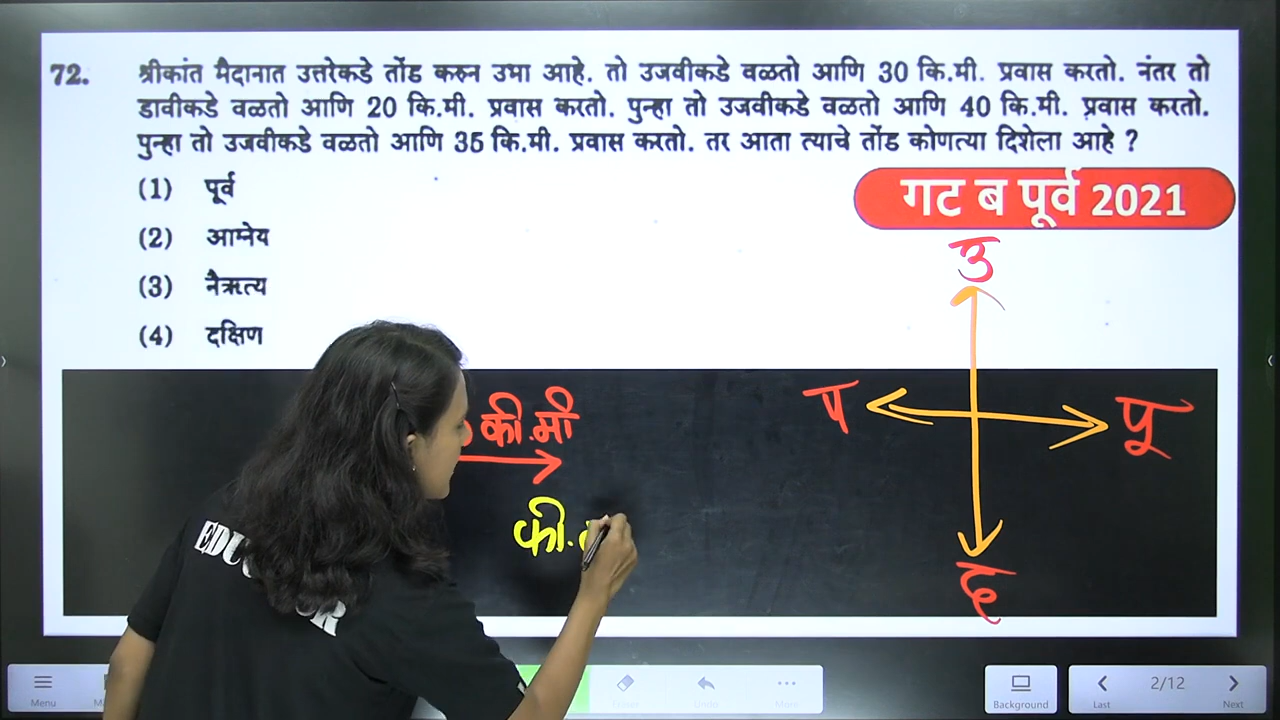 72. श्रीकांत मैदानात उत्तरेकडे तोंड करुन उभा आहे. तो उजवीकडे वळतो आणि 30 कि.मी. प्रवास करतो. नंतर तो
डावीकडे वळतो आणि 20 कि.मी. प्रवास करतो. पुन्हा तो उजवीकडे वळतो आणि 40 कि.मी. प्रवास करतो.
पुन्हा तो उजवीकडे वळतो आणि 35 कि.मी. प्रवास करतो. तर आता त्याचे तोंड कोणत्या दिशेला आहे ?
(1) पूर्व
(2) आग्नेय
(3) नैऋत्य
(4) दक्षिण
गट ब पूर्व 2021
उ
प
पू
द
की.मी
की.
Menu
Undo
More
Background
Last
2/12
Next